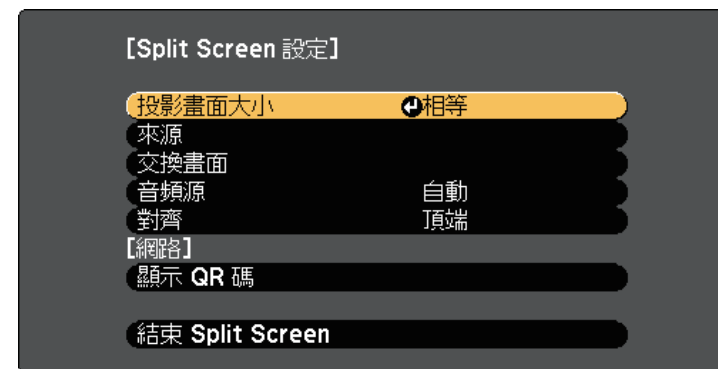 [Split Screen 設定]
投影畫面大小 相等
來源
交換畫面
音頻源 自動
對齊 頂端
[網路]
顯示 QR 碼
結束 Split Screen